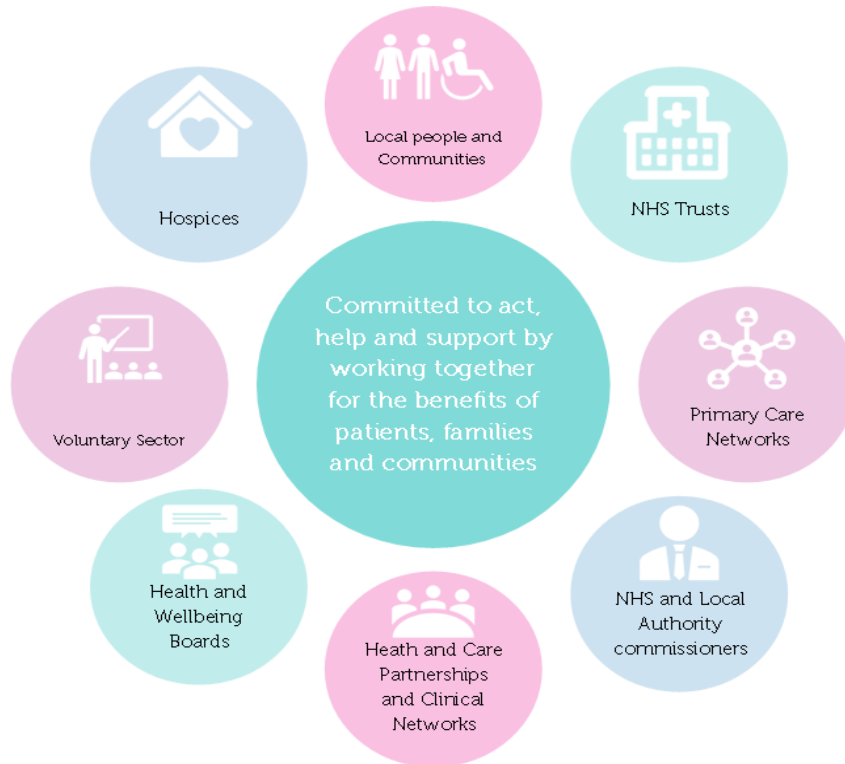 Local people and
Communities
NHS Trusts
Primary Care
Networks
NHS and Local
Authority
commissioners
Heath and Care
Partnerships
and Clinical
Networks
Health and
Wellbeing
Boards
Voluntary Sector
Hospices
Committed to act,
help and support by
working together
for the benefits of
patients, families
and communities